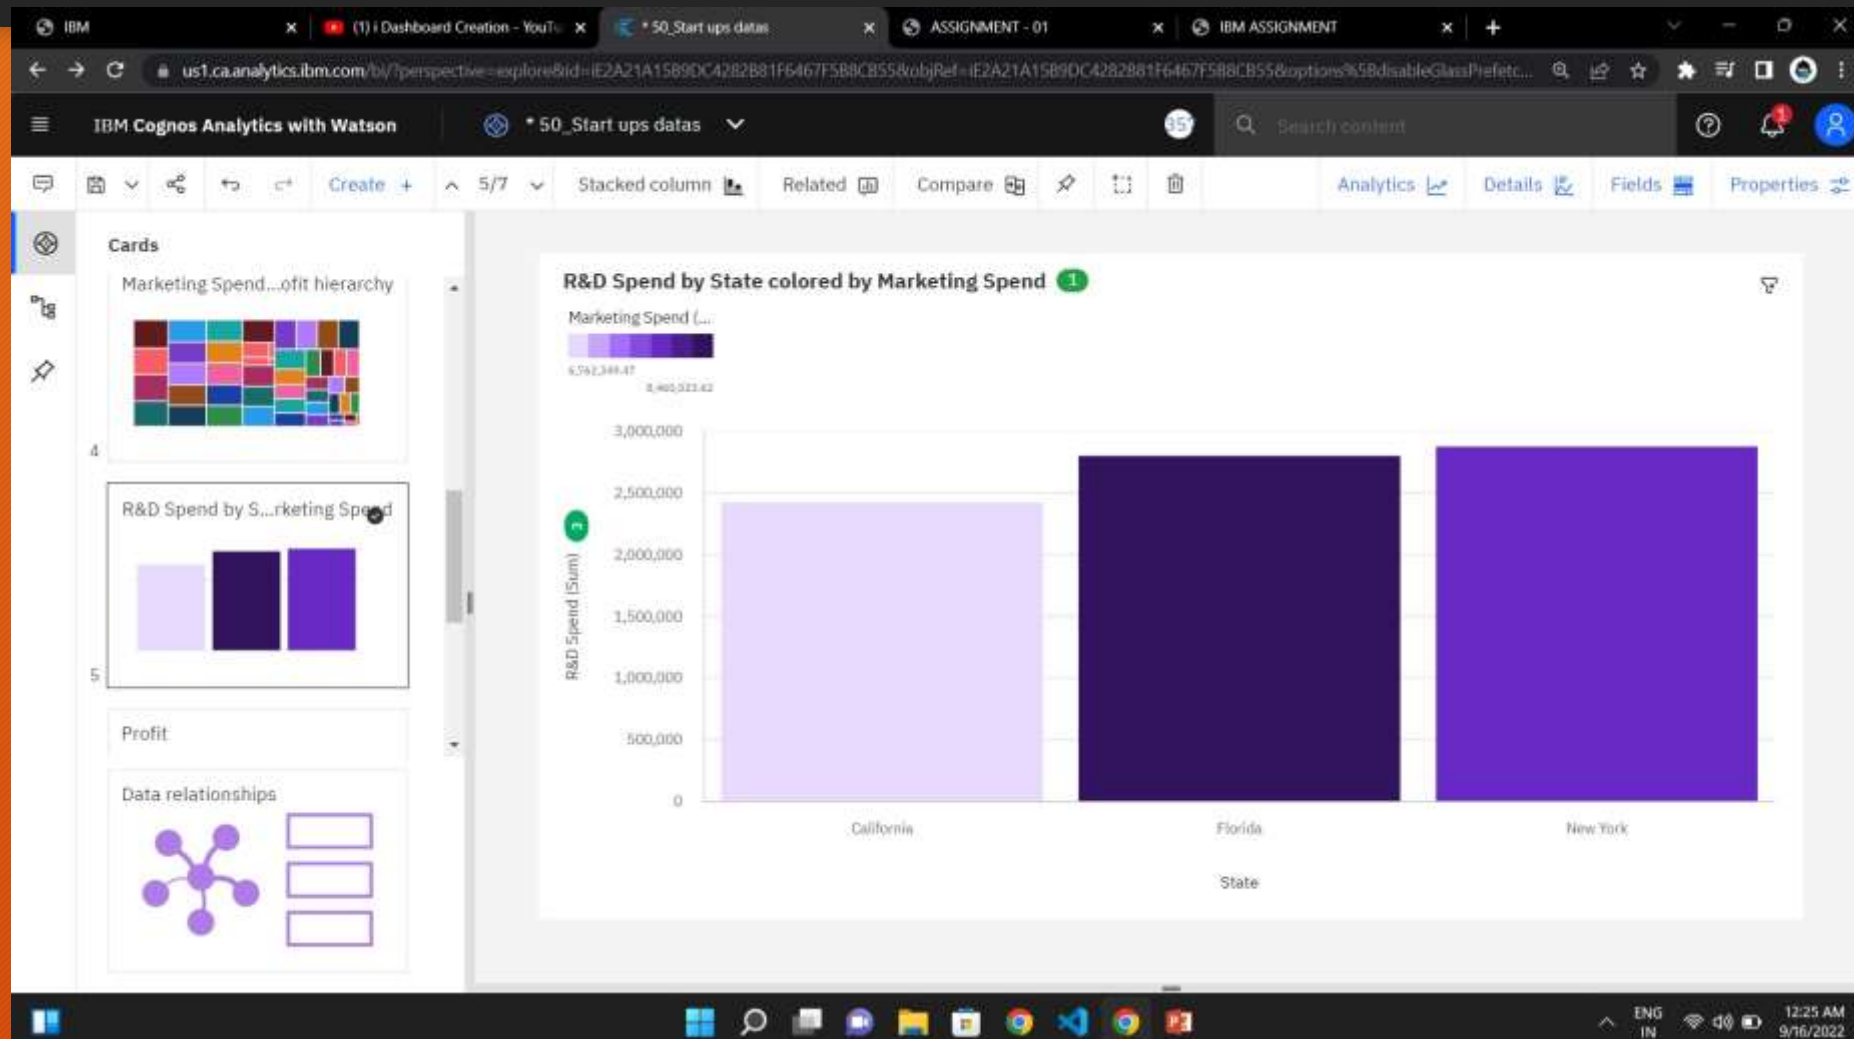 IBM
(1) i Dashboard Creation - YouTu
* 50_Start ups datas
ASSIGNMENT - 01
IBM ASSIGNMENT
us1.ca.analytics.ibm.com/bi/?perspective=explore&id=
IBM Cognos Analytics with Watson
* 50_Start ups datas
Search content
1
Create +
5/7
Stacked column
Related
Compare
Analytics
Details
Fields
Properties
Cards
Marketing Spend...ofit hierarchy
4
R&D Spend by S...rketing Spend
5
Profit
Data relationships
R&D Spend by State colored by Marketing Spend 1
Marketing Spend (...
3,000,000
2,500,000
2,000,000
1,500,000
1,000,000
500,000
0
R&D Spend (Sum)
California
Florida
New York
State
ENG
IN
12:25 AM
9/16/2022